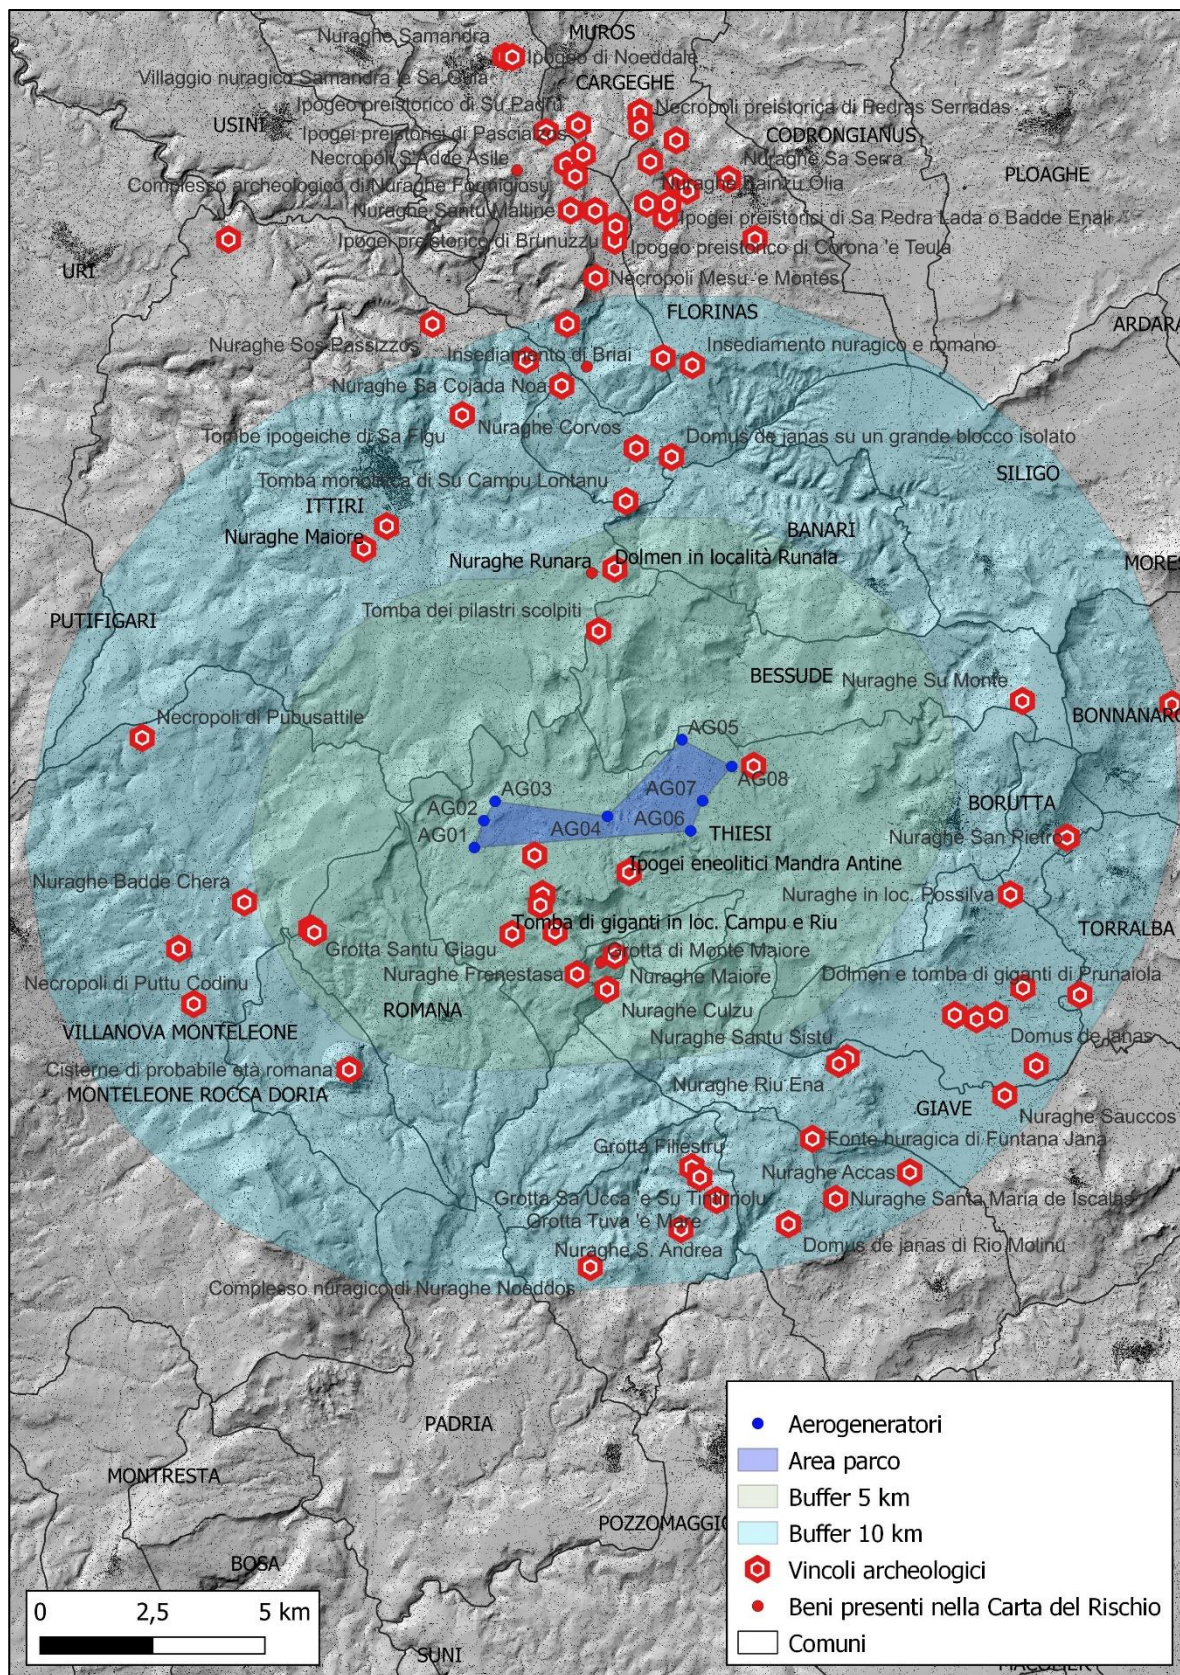 Nuraghe Samandra
MUROS
Ipogeo di Noeddale
Villaggio nuragico Samandra 'e Sa Guia
CARGEGHE
Ipogeo preistorico di Su Padru
Necropoli preistorica di Pedras Serradas
USINI
Ipogei preistorici di Pascialzos
CODRONGIANUS
Necropoli S'Adde Asile
Nuraghe Sa Serra
PLOAGHE
Complesso archeologico di Nuraghe Formigiosu
Nuraghe Bainzu Olia
Nuraghe Santu Maltine
Ipogei preistorici di Sa Pedra Lada o Badde Enali
Ipogei preistorico di Brunuzzu
Ipogeo preistorico di Corona 'e Teula
URI
Necropoli Mesu 'e Montes
FLORINAS
ARDARA
Nuraghe Sos Passizzos
Insediamento di Briai
Insediamento nuragico e romano
Nuraghe Sa Cojada Noa
Tombe ipogeiche di Sa Figu
Nuraghe Corvos
Domus de janas su un grande blocco isolato
Tomba monolitica di Su Campu Lontanu
SILIGO
ITTIRI
BANARI
Nuraghe Maiore
Nuraghe Runara
Dolmen in località Runala
MORES
Tomba dei pilastri scolpiti
PUTIFIGARI
BESSUDE
Nuraghe Su Monte
Necropoli di Pubusattile
BONNANARO
AG05
AG08
AG03
AG07
AG02
BORUTTA
AG01
AG04
AG06
THIESI
Nuraghe San Pietro
Ipogei eneolitici Mandra Antine
Nuraghe Badde Chera
Nuraghe in loc. Possilva
Tomba di giganti in loc. Campu e Riu
TORRALBA
Grotta Santu Giagu
Grotta di Monte Maiore
Nuraghe Frenestasa
Nuraghe Maiore
Dolmen e tomba di giganti di Prunaiola
Necropoli di Puttu Codinu
ROMANA
Nuraghe Culzu
VILLANOVA MONTELEONE
Nuraghe Santu Sistu
Domus de janas
Cisterne di probabile età romana
Nuraghe Riu Ena
MONTELEONE ROCCA DORIA
GIAVE
Nuraghe Sauccos
Fonte nuragica di Funtana Jana
Grotta Filiestru
Nuraghe Accas
Grotta Sa Ucca 'e Su Tintirriolu
Nuraghe Santa Maria de Iscalas
Grotta Tuva 'e Mare
Domus de janas di Rio Molinu
Nuraghe S. Andrea
Complesso nuragico di Nuraghe Noeddos
PADRIA
MONTRESTA
POZZOMAGGIO
BOSA
SUNI
Aerogeneratori
Area parco
Buffer 5 km
Buffer 10 km
Vincoli archeologici
Beni presenti nella Carta del Rischio
Comuni
0 2,5 5 km